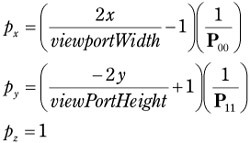 p_x = (2x / viewportWidth − 1)(1 / P_00)
p_y = (−2y / viewPortHeight + 1)(1 / P_11)
p_z = 1